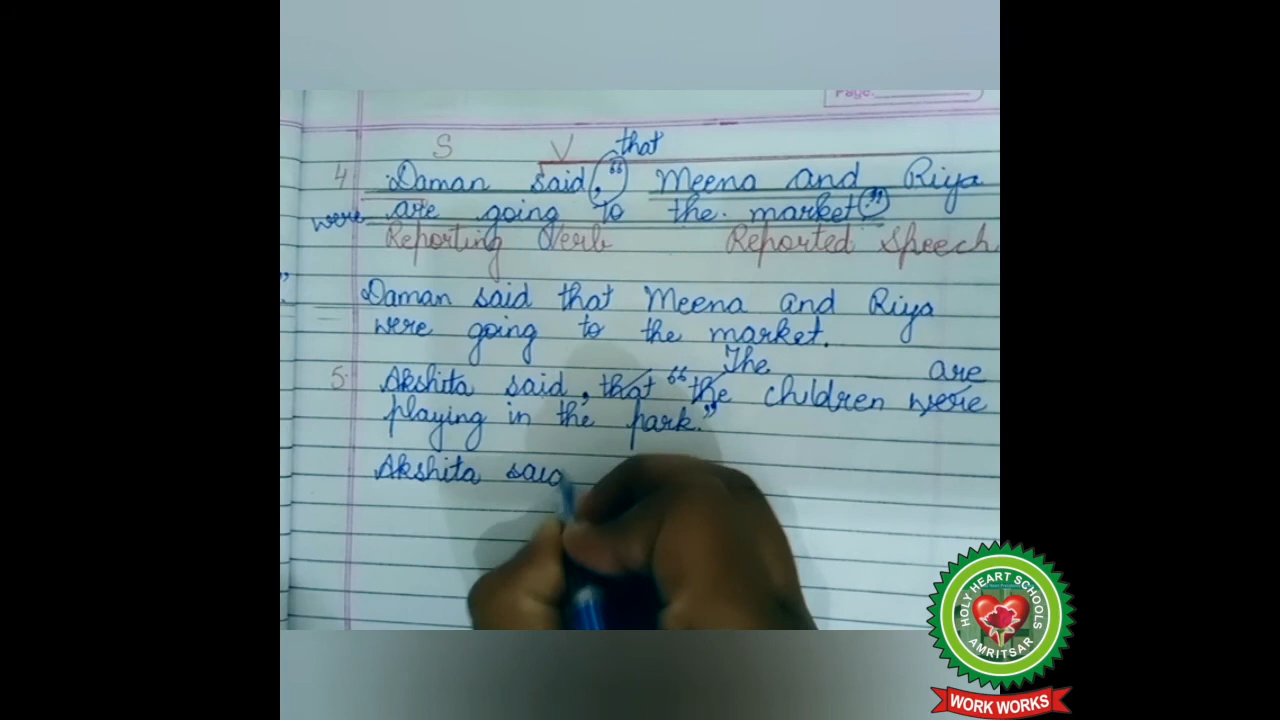 Page:
S V that
4 Daman said, “ Meena and Riya
were are going to the market”
Reporting Verb Reported Speech
”
Daman said that Meena and Riya
were going to the market.
The are
5. Akshita said, that “the children were
playing in the park.”
Akshita said
HOLY HEART SCHOOLS
AMRITSAR
WORK WORKS